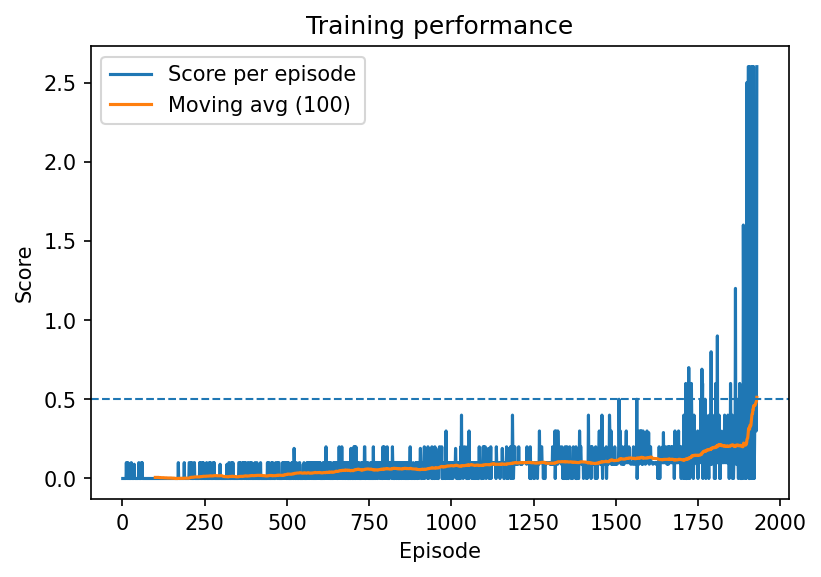 Training performance
Score per episode
Moving avg (100)
Score
2.5
2.0
1.5
1.0
0.5
0.0
0 250 500 750 1000 1250 1500 1750 2000
Episode